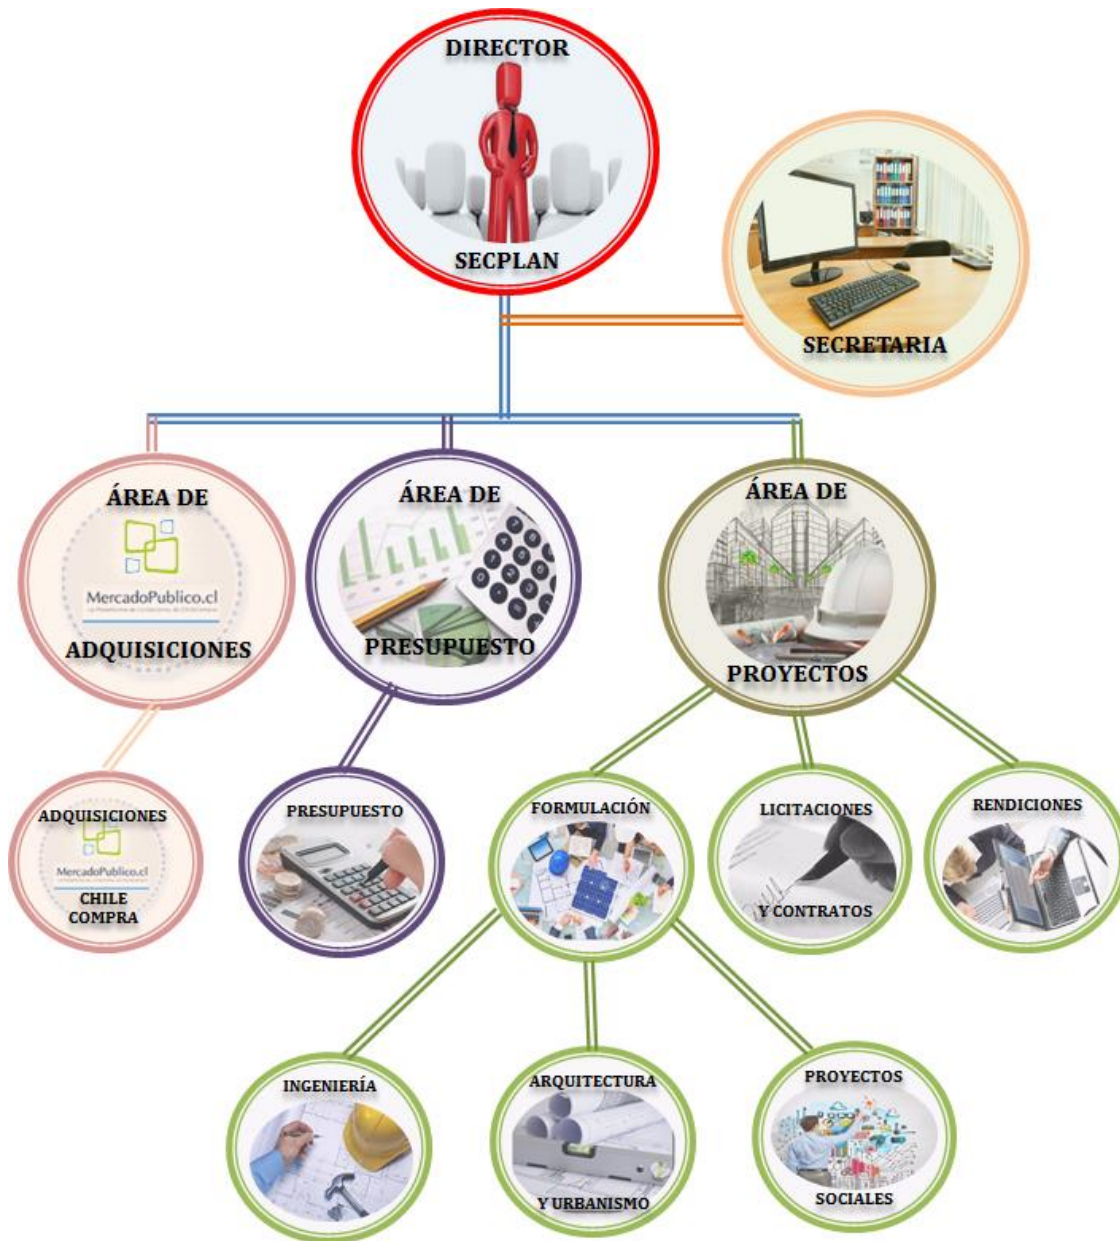 DIRECTOR
SECPLAN
SECRETARIA
ÁREA DE
MercadoPublico.cl
ADQUISICIONES
ÁREA DE
PRESUPUESTO
ÁREA DE
PROYECTOS
ADQUISICIONES
MercadoPublico.cl
CHILE
COMPRA
PRESUPUESTO
FORMULACIÓN
LICITACIONES
Y CONTRATOS
RENDICIONES
INGENIERÍA
ARQUITECTURA
Y URBANISMO
PROYECTOS
SOCIALES